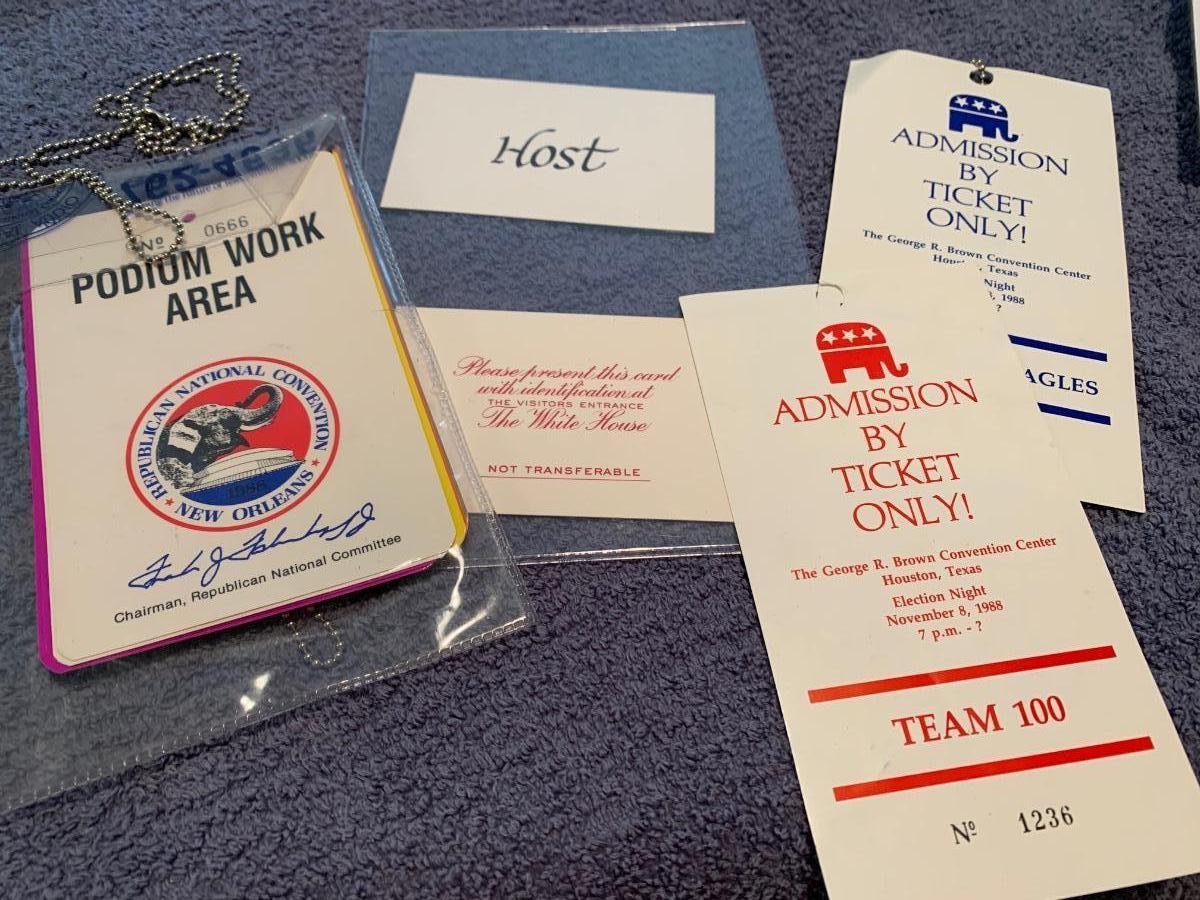 Nº 0666
PODIUM WORK
AREA
REPUBLICAN NATIONAL CONVENTION
1988
NEW ORLEANS
Chairman, Republican National Committee
Host
Please present this card
with identification at
THE VISITORS ENTRANCE
The White House
NOT TRANSFERABLE
ADMISSION
BY
TICKET
ONLY!
The George R. Brown Convention Center
Texas
Night
1988
?
AGLES
ADMISSION
BY
TICKET
ONLY!
The George R. Brown Convention Center
Houston, Texas
Election Night
November 8, 1988
7 p.m. - ?
TEAM 100
Nº 1236